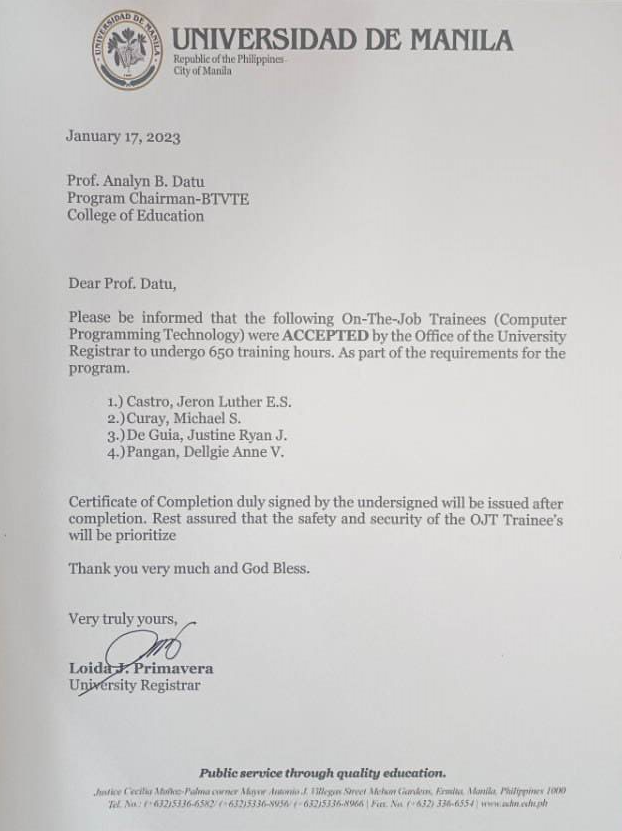 UNIVERSIDAD DE MANILA
UNIVERSIDAD DE MANILA
Republic of the Philippines
City of Manila
January 17, 2023
Prof. Analyn B. Datu
Program Chairman-BTVTE
College of Education
Dear Prof. Datu,
Please be informed that the following On-The-Job Trainees (Computer
Programming Technology) were ACCEPTED by the Office of the University
Registrar to undergo 650 training hours. As part of the requirements for the
program.
1.) Castro, Jeron Luther E.S.
2.) Curay, Michael S.
3.) De Guia, Justine Ryan J.
4.) Pangan, Dellgie Anne V.
Certificate of Completion duly signed by the undersigned will be issued after
completion. Rest assured that the safety and security of the OJT Trainee's
will be prioritize
Thank you very much and God Bless.
Very truly yours,
Loida J. Primavera
University Registrar
Public service through quality education.
Justice Cecilia Muñoz-Palma corner Mayor Antonio J. Villegas Street Mehan Gardens, Ermita, Manila, Philippines 1000
Tel. No.: (+632)5336-6582/ (+632)5336-8956/ (+632)5336-8966 | Fax. No. (+632) 336-6554 | www.udm.edu.ph